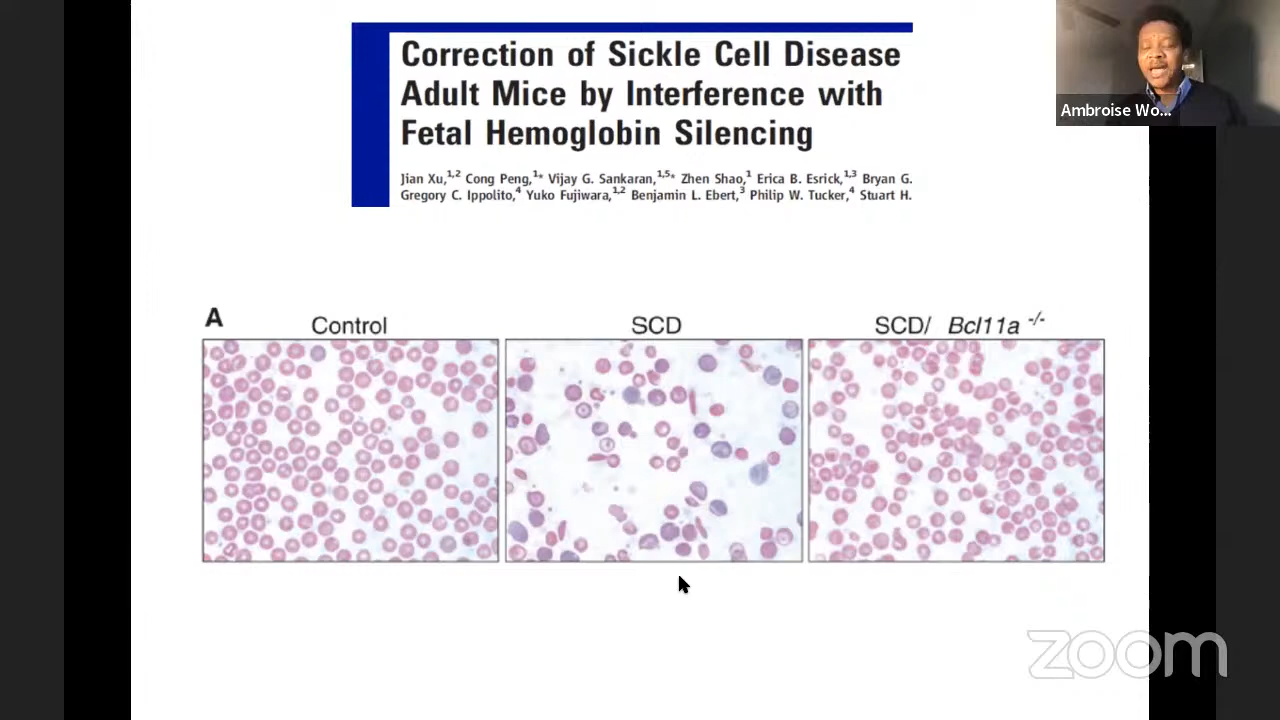 Correction of Sickle Cell Disease
Adult Mice by Interference with
Fetal Hemoglobin Silencing
Jian Xu,1,2 Cong Peng,1* Vijay G. Sankaran,1,5* Zhen Shao,1 Erica B. Esrick,1,3 Bryan G.
Gregory C. Ippolito,4 Yuko Fujiwara,1,2 Benjamin L. Ebert,3 Philip W. Tucker,4 Stuart H.
Ambroise Wo...
A
Control
SCD
SCD/ Bcl11a -/-
zoom